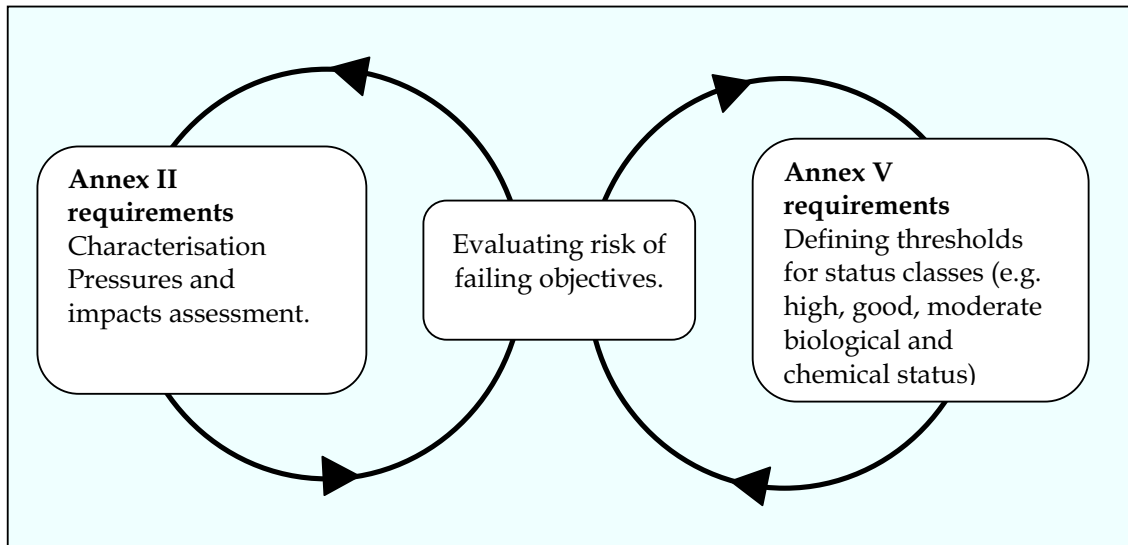 Annex II
requirements
Characterisation
Pressures and
impacts assessment.
Evaluating risk of
failing objectives.
Annex V
requirements
Defining thresholds
for status classes (e.g.
high, good, moderate
biological and
chemical status)